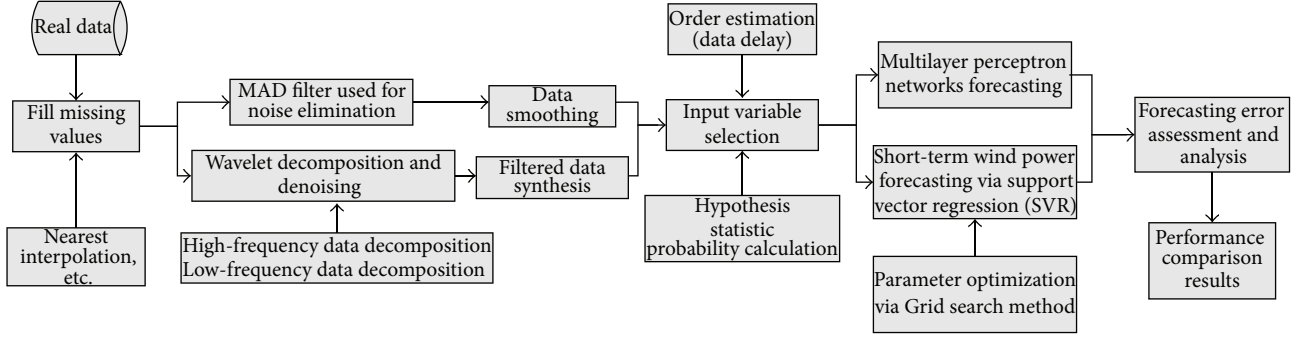 Real data
Fill missing
values
Nearest
interpolation,
etc.
MAD filter used for
noise elimination
Data
smoothing
Wavelet decomposition and
denoising
Filtered data
synthesis
High-frequency data decomposition
Low-frequency data decomposition
Order estimation
(data delay)
Input variable
selection
Hypothesis
statistic
probability calculation
Multilayer perceptron
networks forecasting
Short-term wind power
forecasting via support
vector regression (SVR)
Parameter optimization
via Grid search method
Forecasting error
assessment and
analysis
Performance
comparison
results